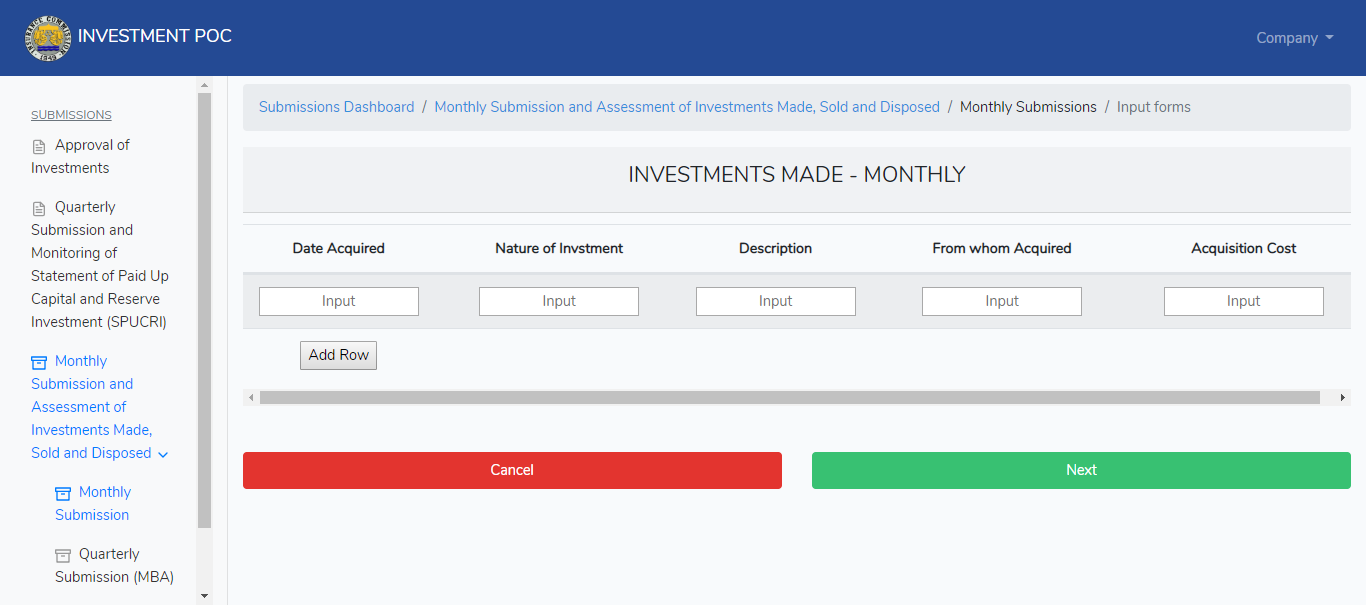 INSURANCE COMMISSION
1949
INVESTMENT POC
Company
SUBMISSIONS
Approval of
Investments
Quarterly
Submission and
Monitoring of
Statement of Paid Up
Capital and Reserve
Investment (SPUCRI)
Monthly
Submission and
Assessment of
Investments Made,
Sold and Disposed
Monthly
Submission
Quarterly
Submission (MBA)
Submissions Dashboard / Monthly Submission and Assessment of Investments Made, Sold and Disposed / Monthly Submissions / Input forms
INVESTMENTS MADE - MONTHLY
Date Acquired Nature of Invstment Description From whom Acquired Acquisition Cost
Input Input Input Input Input
Add Row
Cancel Next